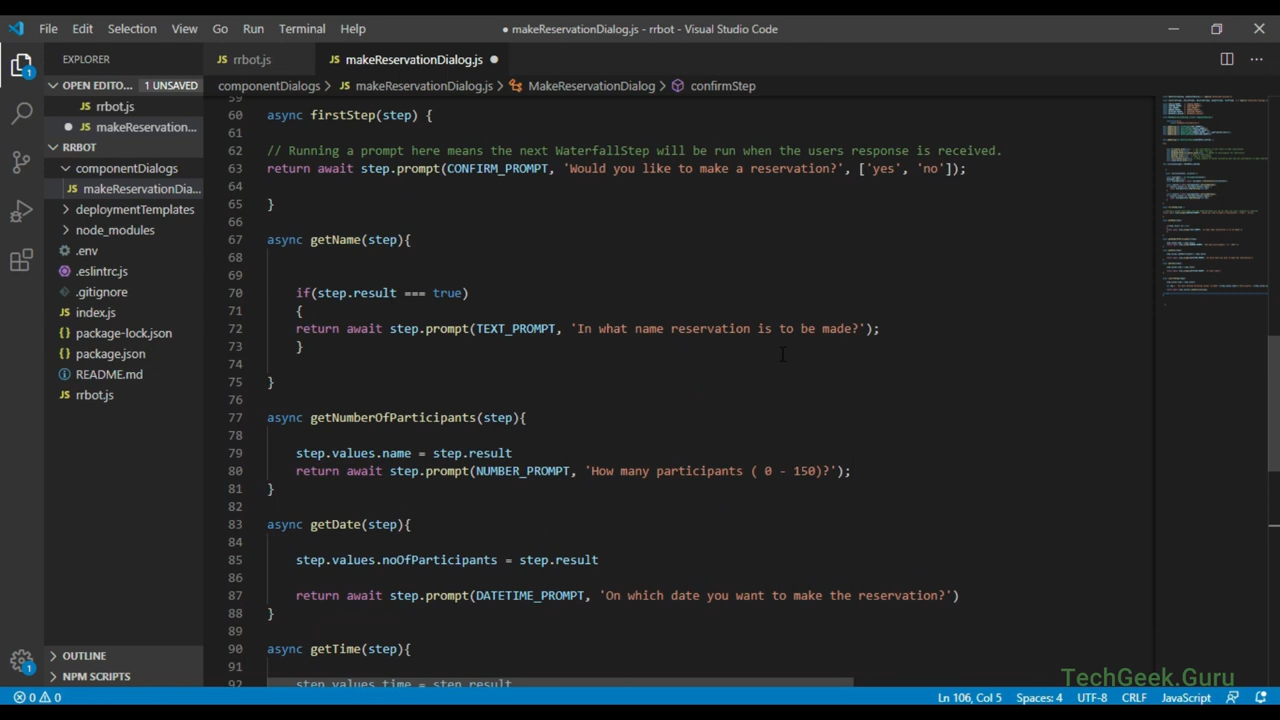 File Edit Selection View Go Run Terminal Help
● makeReservationDialog.js - rrbot - Visual Studio Code
EXPLORER
OPEN EDITO... 1 UNSAVED
rrbot.js
makeReservation...
RRBOT
componentDialogs
makeReservationDia...
deploymentTemplates
node_modules
.env
.eslintrc.js
.gitignore
index.js
package-lock.json
package.json
README.md
rrbot.js
OUTLINE
NPM SCRIPTS
rrbot.js makeReservationDialog.js
componentDialogs > makeReservationDialog.js > MakeReservationDialog > confirmStep
59
60 async firstStep(step) {
61
62 // Running a prompt here means the next WaterfallStep will be run when the users response is received.
63 return await step.prompt(CONFIRM_PROMPT, 'Would you like to make a reservation?', ['yes', 'no']);
64
65 }
66
67 async getName(step){
68
69
70 if(step.result === true)
71 {
72 return await step.prompt(TEXT_PROMPT, 'In what name reservation is to be made?');
73 }
74
75 }
76
77 async getNumberOfParticipants(step){
78
79 step.values.name = step.result
80 return await step.prompt(NUMBER_PROMPT, 'How many participants ( 0 - 150)?');
81 }
82
83 async getDate(step){
84
85 step.values.noOfParticipants = step.result
86
87 return await step.prompt(DATETIME_PROMPT, 'On which date you want to make the reservation?')
88 }
89
90 async getTime(step){
91
92 step.values.time = step.result
TechGeek.Guru
0 0
Ln 106, Col 5 Spaces: 4 UTF-8 CRLF JavaScript